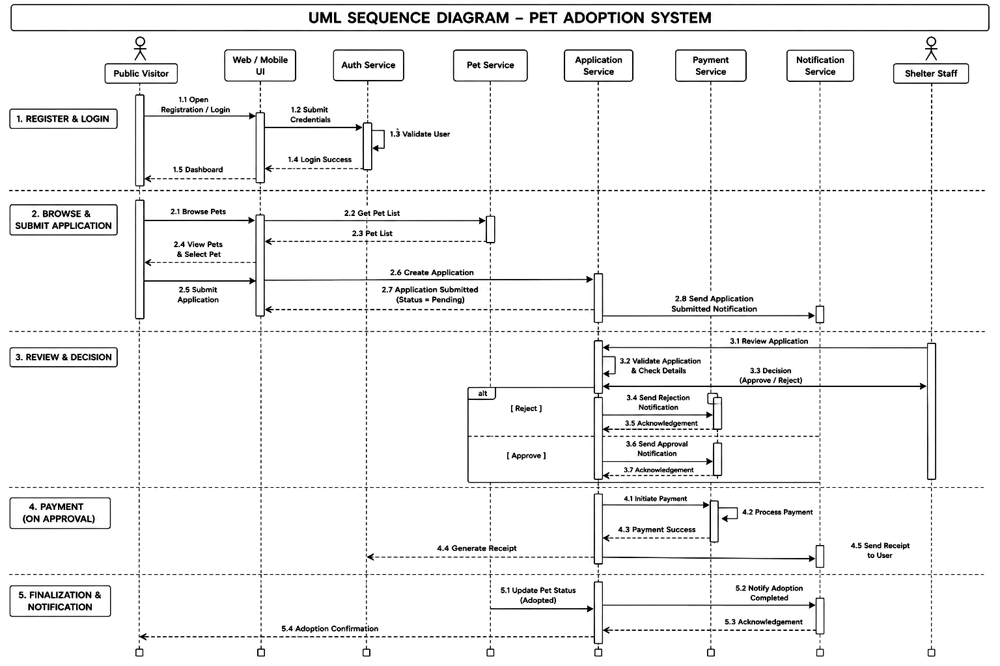 UML SEQUENCE DIAGRAM – PET ADOPTION SYSTEM
Public Visitor
Web / Mobile
UI
Auth Service
Pet Service
Application
Service
Payment
Service
Notification
Service
Shelter Staff
1. REGISTER & LOGIN
1.1 Open
Registration / Login
1.2 Submit
Credentials
1.3 Validate User
1.4 Login Success
1.5 Dashboard
2. BROWSE &
SUBMIT APPLICATION
2.1 Browse Pets
2.2 Get Pet List
2.3 Pet List
2.4 View Pets
& Select Pet
2.5 Submit
Application
2.6 Create Application
2.7 Application Submitted
(Status = Pending)
2.8 Send Application
Submitted Notification
3. REVIEW & DECISION
3.1 Review Application
3.2 Validate Application
& Check Details
3.3 Decision
(Approve / Reject)
alt
[ Reject ]
3.4 Send Rejection
Notification
3.5 Acknowledgement
[ Approve ]
3.6 Send Approval
Notification
3.7 Acknowledgement
4. PAYMENT
(ON APPROVAL)
4.1 Initiate Payment
4.2 Process Payment
4.3 Payment Success
4.4 Generate Receipt
4.5 Send Receipt
to User
5. FINALIZATION &
NOTIFICATION
5.1 Update Pet Status
(Adopted)
5.2 Notify Adoption
Completed
5.3 Acknowledgement
5.4 Adoption Confirmation